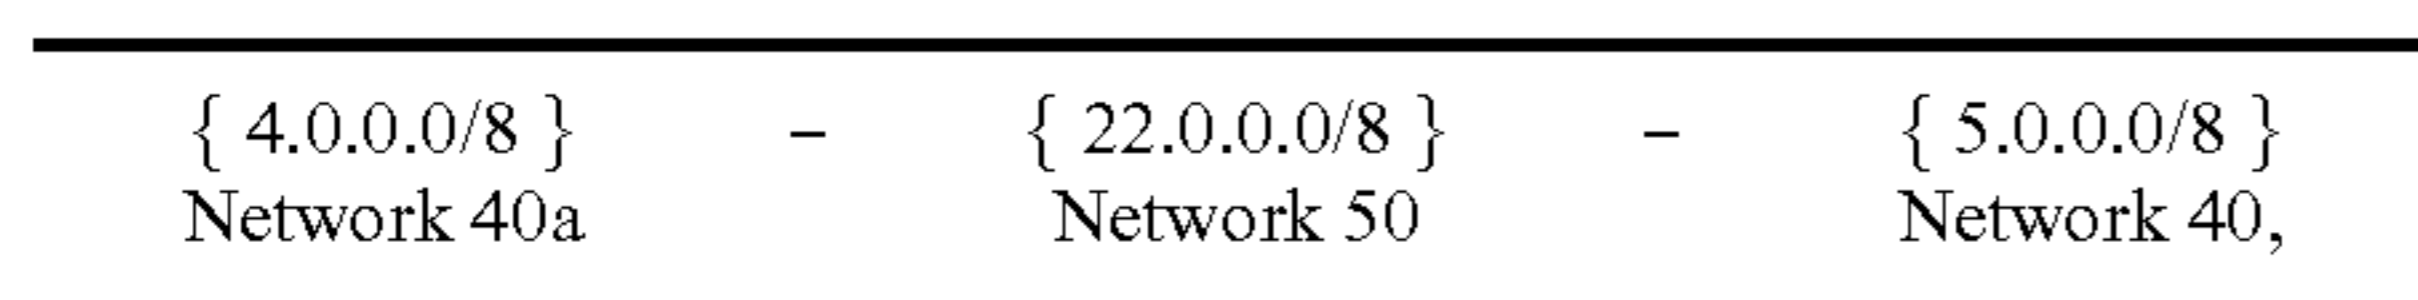 { 4.0.0.0/8 } – { 22.0.0.0/8 } – { 5.0.0.0/8 }
Network 40a Network 50 Network 40,